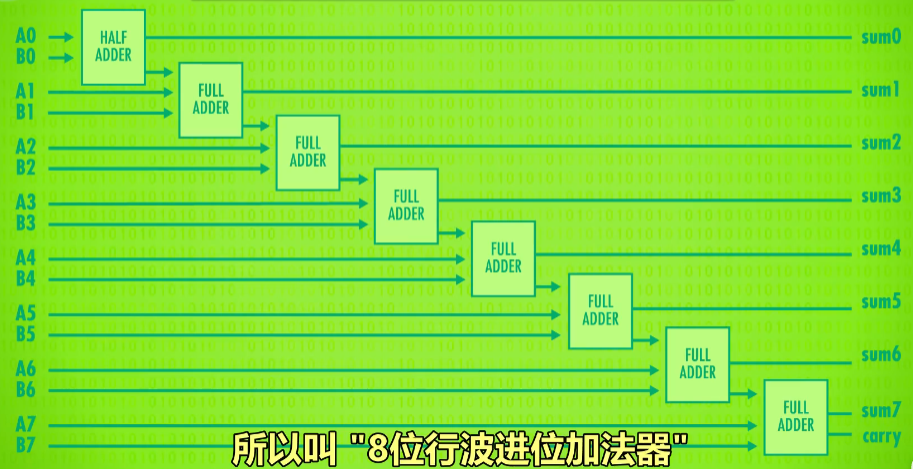 A0
B0
HALF
ADDER
sum0
A1
B1
FULL
ADDER
sum1
A2
B2
FULL
ADDER
sum2
A3
B3
FULL
ADDER
sum3
A4
B4
FULL
ADDER
sum4
A5
B5
FULL
ADDER
sum5
A6
B6
FULL
ADDER
sum6
A7
B7
FULL
ADDER
sum7
carry
所以叫 "8位行波进位加法器"